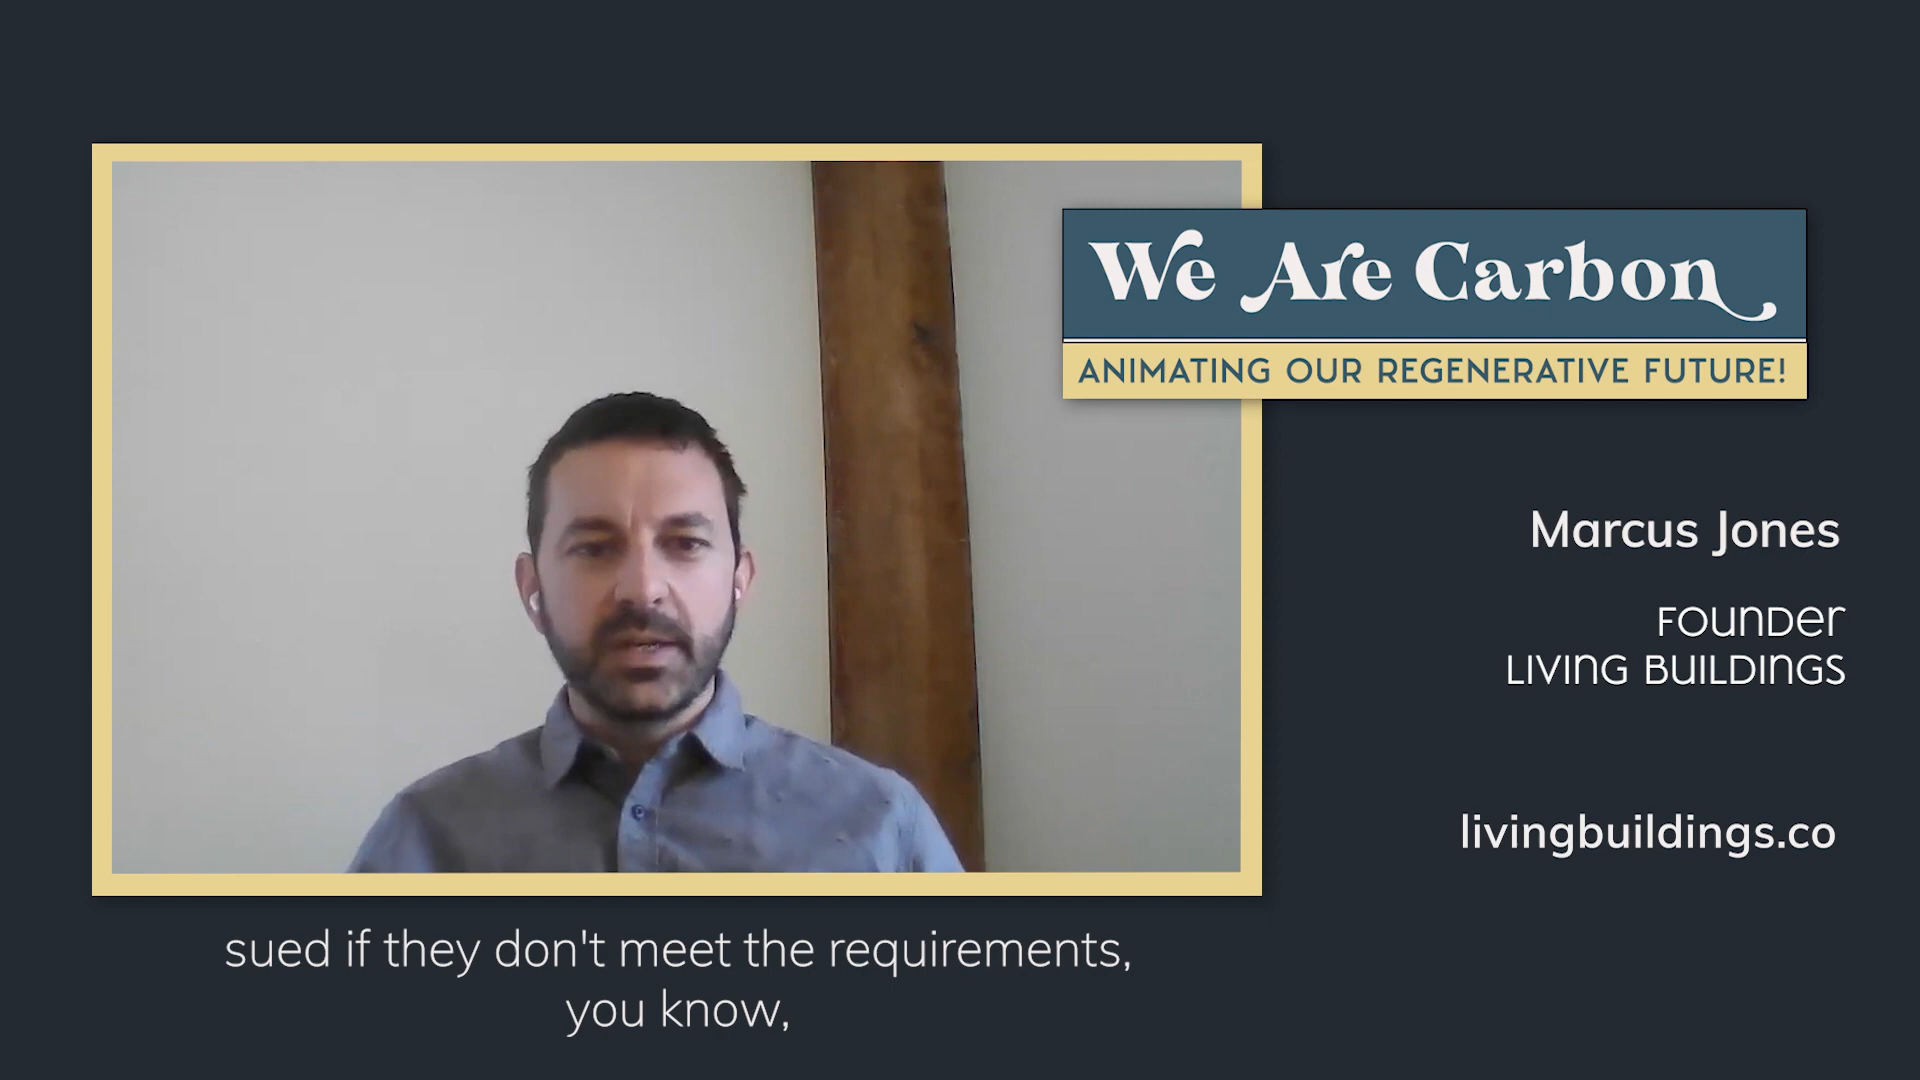 We Are Carbon
ANIMATING OUR REGENERATIVE FUTURE!
Marcus Jones
FOUNDER
LIVING BUILDINGS
livingbuildings.co
sued if they don't meet the requirements,
you know,